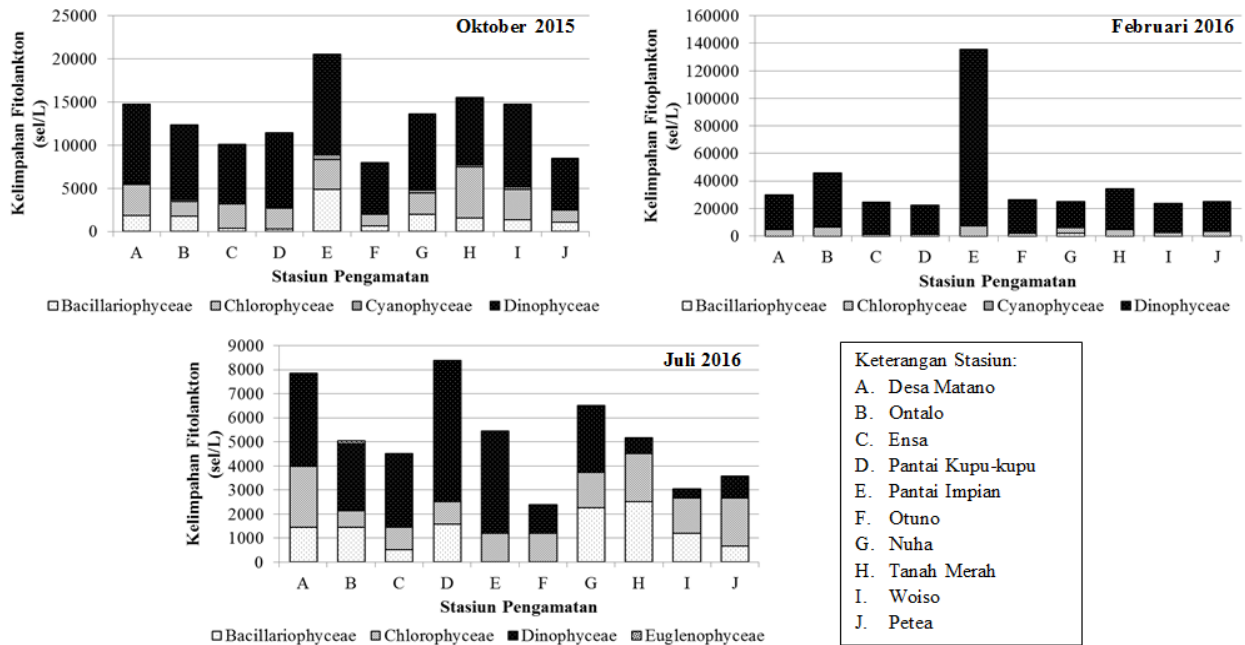 Oktober 2015
Kelimpahan Fitolankton
(sel/L)
25000
20000
15000
10000
5000
0
A B C D E F G H I J
Stasiun Pengamatan
Bacillariophyceae Chlorophyceae Cyanophyceae Dinophyceae
Februari 2016
Kelimpahan Fitoplankton
(sel/L)
160000
140000
120000
100000
80000
60000
40000
20000
0
A B C D E F G H I J
Stasiun Pengamatan
Bacillariophyceae Chlorophyceae Cyanophyceae Dinophyceae
Juli 2016
Kelimpahan Fitolankton
(sel/L)
9000
8000
7000
6000
5000
4000
3000
2000
1000
0
A B C D E F G H I J
Stasiun Pengamatan
Bacillariophyceae Chlorophyceae Dinophyceae Euglenophyceae
Keterangan Stasiun:
A. Desa Matano
B. Ontalo
C. Ensa
D. Pantai Kupu-kupu
E. Pantai Impian
F. Otuno
G. Nuha
H. Tanah Merah
I. Woiso
J. Petea